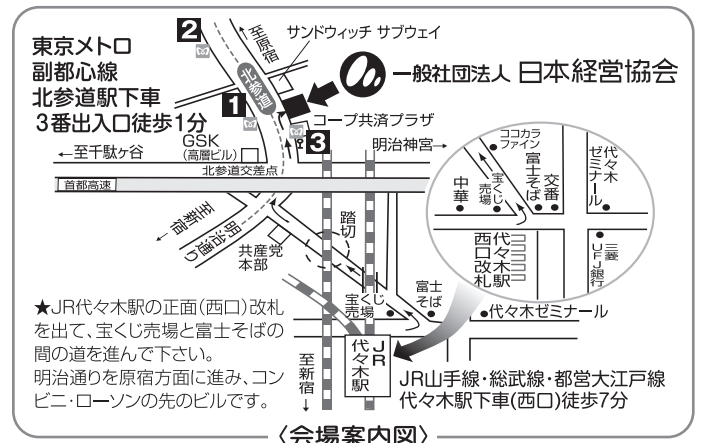 2
至原宿
サンドウィッチ サブウェイ
東京メトロ
副都心線
北参道駅下車
3番出入口徒歩1分
北参道
一般社団法人 日本経営協会
1
コープ共済プラザ
3
GSK
(高層ビル)
←至千駄ヶ谷
明治神宮→
北参道交差点
首都高速
至新宿
明治通り
共産党
本部
踏切
ココカラ
ファイン
代々木
ゼミナール
中華
宝くじ
売場
富士そば
交番
代々木駅
西口改札
三菱
UFJ銀行
宝くじ
売場
富士
そば
代々木ゼミナール
★JR代々木駅の正面(西口)改札
を出て、宝くじ売場と富士そばの
間の道を進んで下さい。
明治通りを原宿方面に進み、コン
ビニ・ローソンの先のビルです。
至新宿
JR
代々木駅
JR山手線・総武線・都営大江戸線
代々木駅下車(西口)徒歩7分
〈会場案内図〉